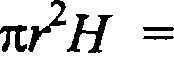 πr²H =